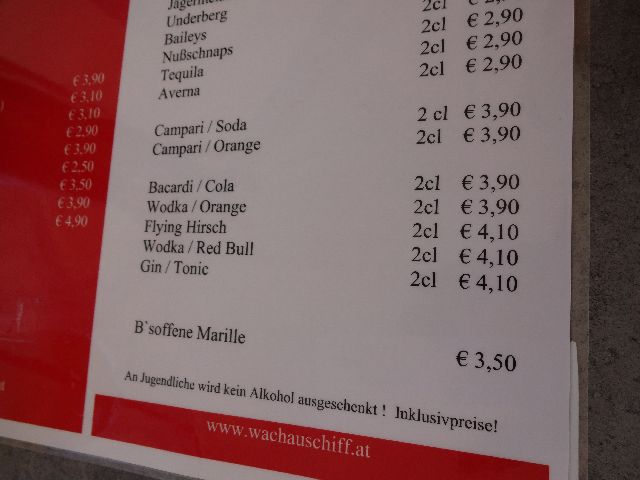 Underberg 2cl € 2,90
Baileys 2cl € 2,90
Nußschnaps 2cl € 2,90
Tequila 2cl € 2,90
Averna
Campari / Soda 2 cl € 3,90
Campari / Orange 2cl € 3,90
Bacardi / Cola 2cl € 3,90
Wodka / Orange 2cl € 3,90
Flying Hirsch 2cl € 4,10
Wodka / Red Bull 2cl € 4,10
Gin / Tonic 2cl € 4,10
B`soffene Marille € 3,50
An Jugendliche wird kein Alkohol ausgeschenkt ! Inklusivpreise!
www.wachauschiff.at
€ 3,90
€ 3,10
€ 3,10
€ 2,90
€ 3,90
€ 2,50
€ 3,50
€ 3,90
€ 4,90